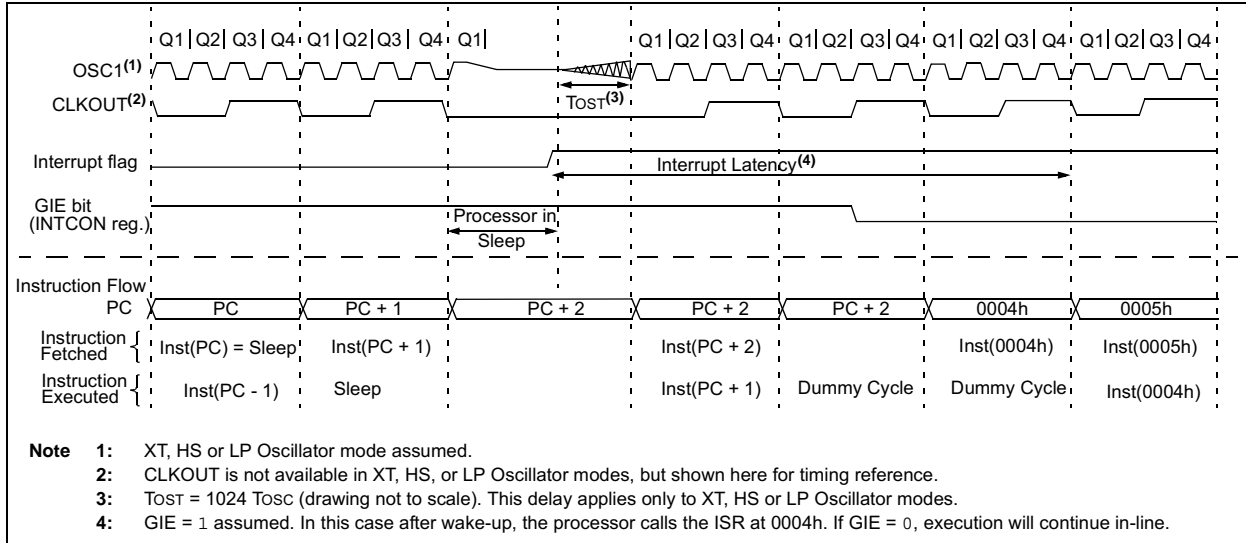 Q1 Q2 Q3 Q4 Q1 Q2 Q3 Q4 Q1 Q1 Q2 Q3 Q4 Q1 Q2 Q3 Q4 Q1 Q2 Q3 Q4 Q1 Q2 Q3 Q4
OSC1(1)
TOST(3)
CLKOUT(2)
Interrupt flag
Interrupt Latency(4)
GIE bit
(INTCON reg.)
Processor in
Sleep
Instruction Flow
PC PC PC + 1 PC + 2 PC + 2 PC + 2 0004h 0005h
Instruction
Fetched
Inst(PC) = Sleep Inst(PC + 1) Inst(PC + 2) Inst(0004h) Inst(0005h)
Instruction
Executed
Inst(PC - 1) Sleep Inst(PC + 1) Dummy Cycle Dummy Cycle Inst(0004h)
Note 1: XT, HS or LP Oscillator mode assumed.
2: CLKOUT is not available in XT, HS, or LP Oscillator modes, but shown here for timing reference.
3: TOST = 1024 TOSC (drawing not to scale). This delay applies only to XT, HS or LP Oscillator modes.
4: GIE = 1 assumed. In this case after wake-up, the processor calls the ISR at 0004h. If GIE = 0, execution will continue in-line.